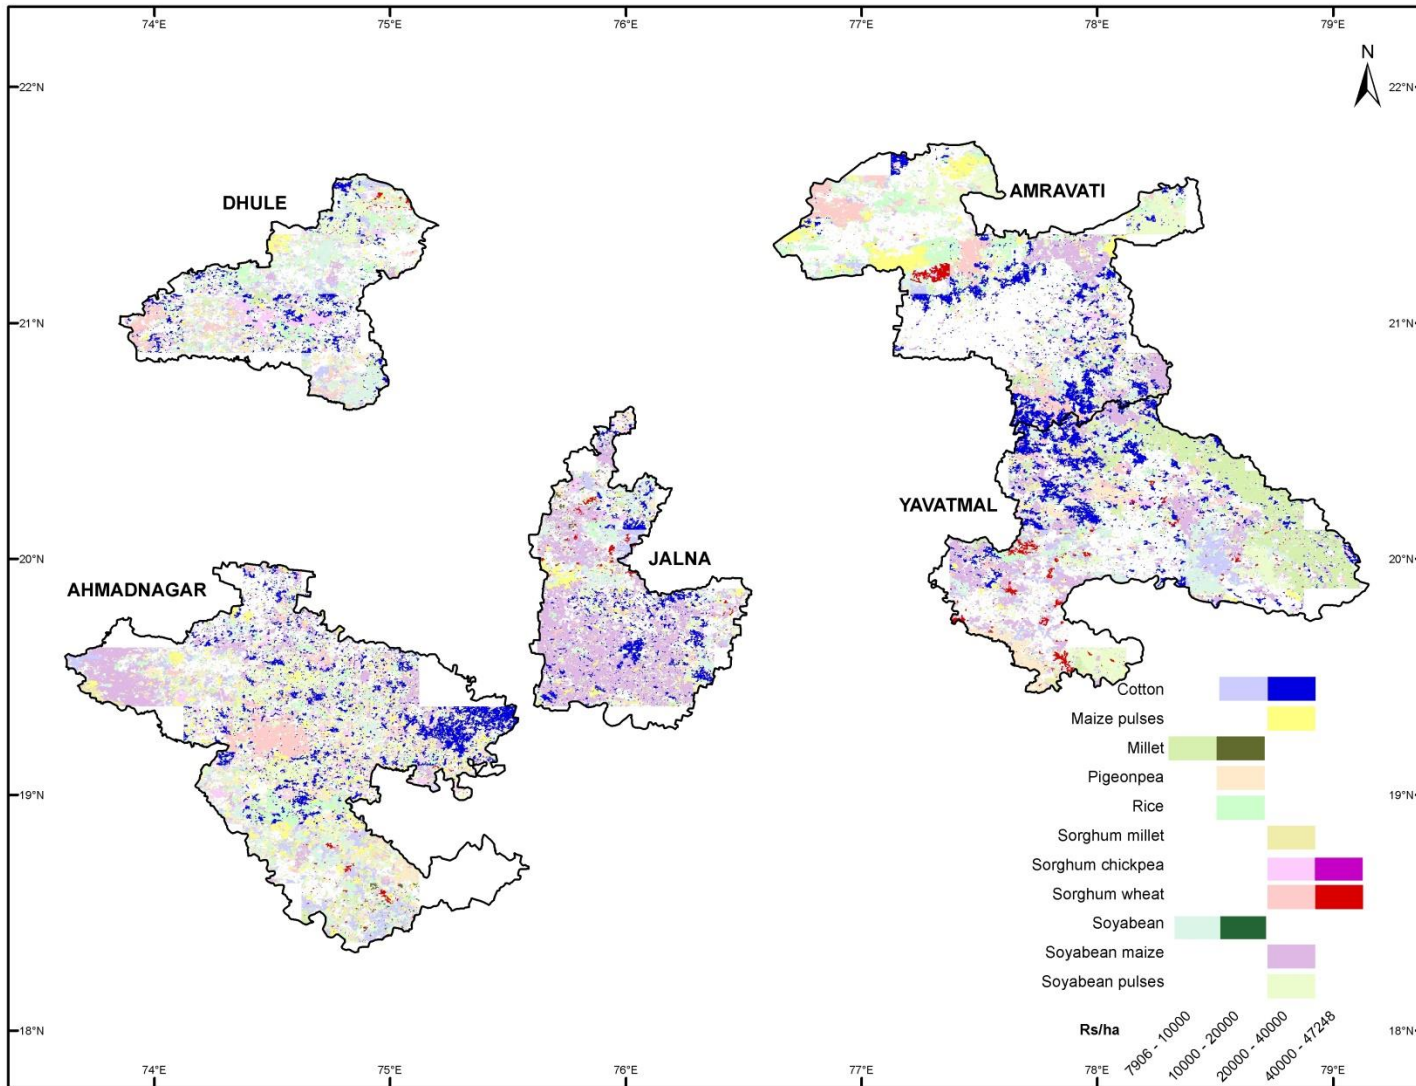 74°E 75°E 76°E 77°E 78°E 79°E
N
22°N 22°N
DHULE
AMRAVATI
21°N 21°N
YAVATMAL
20°N JALNA 20°N
AHMADNAGAR
Cotton
Maize pulses
Millet
Pigeonpea
19°N 19°N
Rice
Sorghum millet
Sorghum chickpea
Sorghum wheat
Soyabean
Soyabean maize
Soyabean pulses
18°N Rs/ha 7906 - 10000 10000 - 20000 20000 - 40000 40000 - 47248 18°N
74°E 75°E 76°E 77°E 78°E 79°E